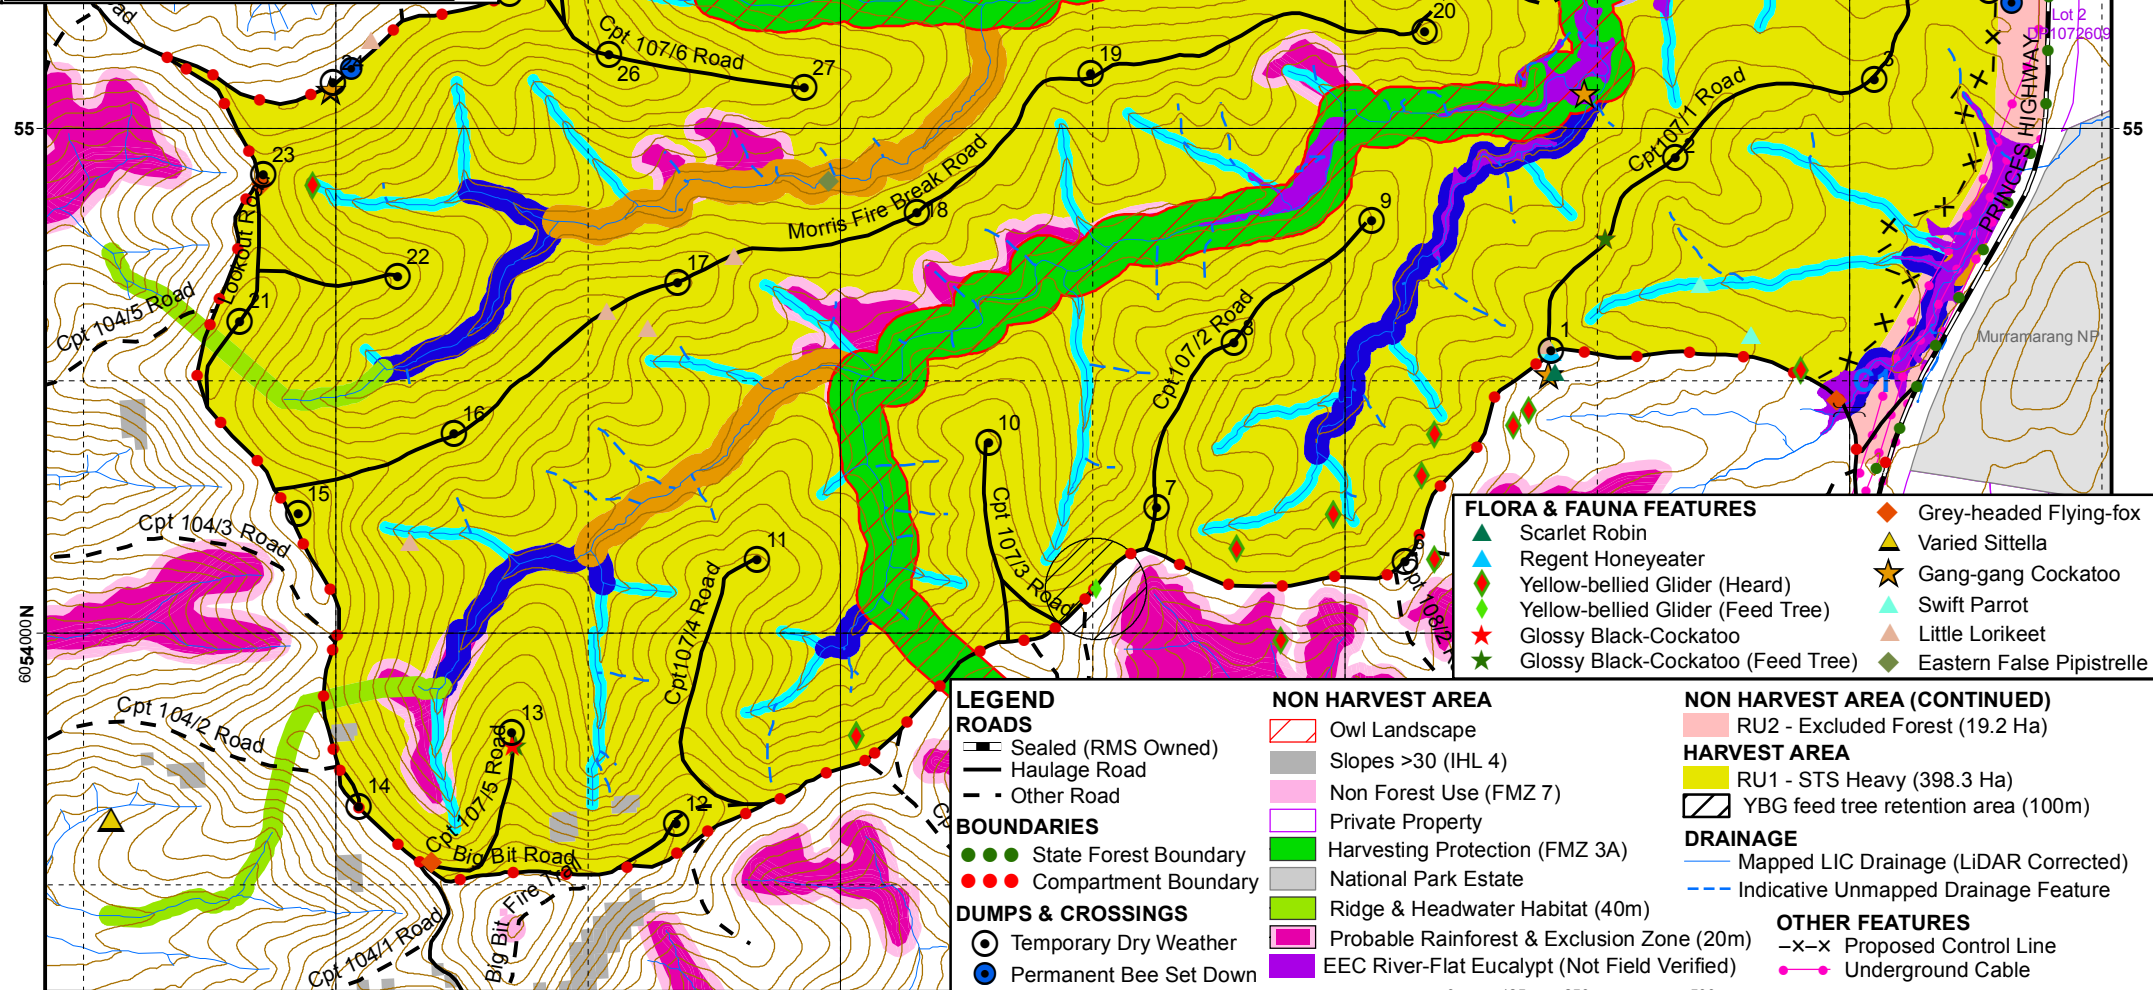 ad
20
Lot 2
DP1072609
Cpt 107/6 Road
26
27
19
24
3
55
55
PRINCES HIGHWAY
Cpt107/1 Road
2
23
Lookout Road
Morris Fire Break Road
18
9
22
17
21
Cpt 104/5 Road
Cpt107/2 Road
8
1
Murramarang NP
16
10
15
7
Cpt 104/3 Road
Cpt 107/3 Road
11
Cpt107/4 Road
6
Cpt 108/2
6054000N
Cpt 104/2 Road
13
Cpt 107/5 Road
14
12
Big Bit Road
Big Bit Fire Trail
Cpt 104/1 Road
Cp
FLORA & FAUNA FEATURES
Scarlet Robin
Regent Honeyeater
Yellow-bellied Glider (Heard)
Yellow-bellied Glider (Feed Tree)
Glossy Black-Cockatoo
Glossy Black-Cockatoo (Feed Tree)
Grey-headed Flying-fox
Varied Sittella
Gang-gang Cockatoo
Swift Parrot
Little Lorikeet
Eastern False Pipistrelle
LEGEND
ROADS
Sealed (RMS Owned)
Haulage Road
Other Road
BOUNDARIES
State Forest Boundary
Compartment Boundary
DUMPS & CROSSINGS
Temporary Dry Weather
Permanent Bee Set Down
NON HARVEST AREA
Owl Landscape
Slopes >30 (IHL 4)
Non Forest Use (FMZ 7)
Private Property
Harvesting Protection (FMZ 3A)
National Park Estate
Ridge & Headwater Habitat (40m)
Probable Rainforest & Exclusion Zone (20m)
EEC River-Flat Eucalypt (Not Field Verified)
NON HARVEST AREA (CONTINUED)
RU2 - Excluded Forest (19.2 Ha)
HARVEST AREA
RU1 - STS Heavy (398.3 Ha)
YBG feed tree retention area (100m)
DRAINAGE
Mapped LIC Drainage (LiDAR Corrected)
Indicative Unmapped Drainage Feature
OTHER FEATURES
Proposed Control Line
Underground Cable